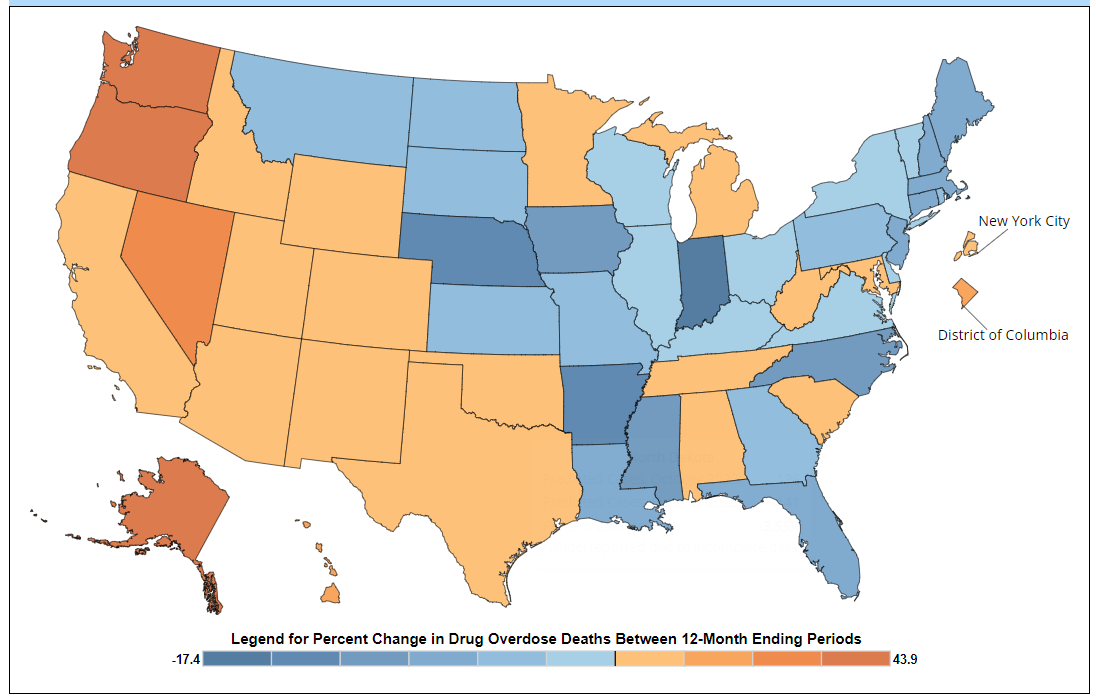 New York City
District of Columbia
Legend for Percent Change in Drug Overdose Deaths Between 12-Month Ending Periods
-17.4 43.9